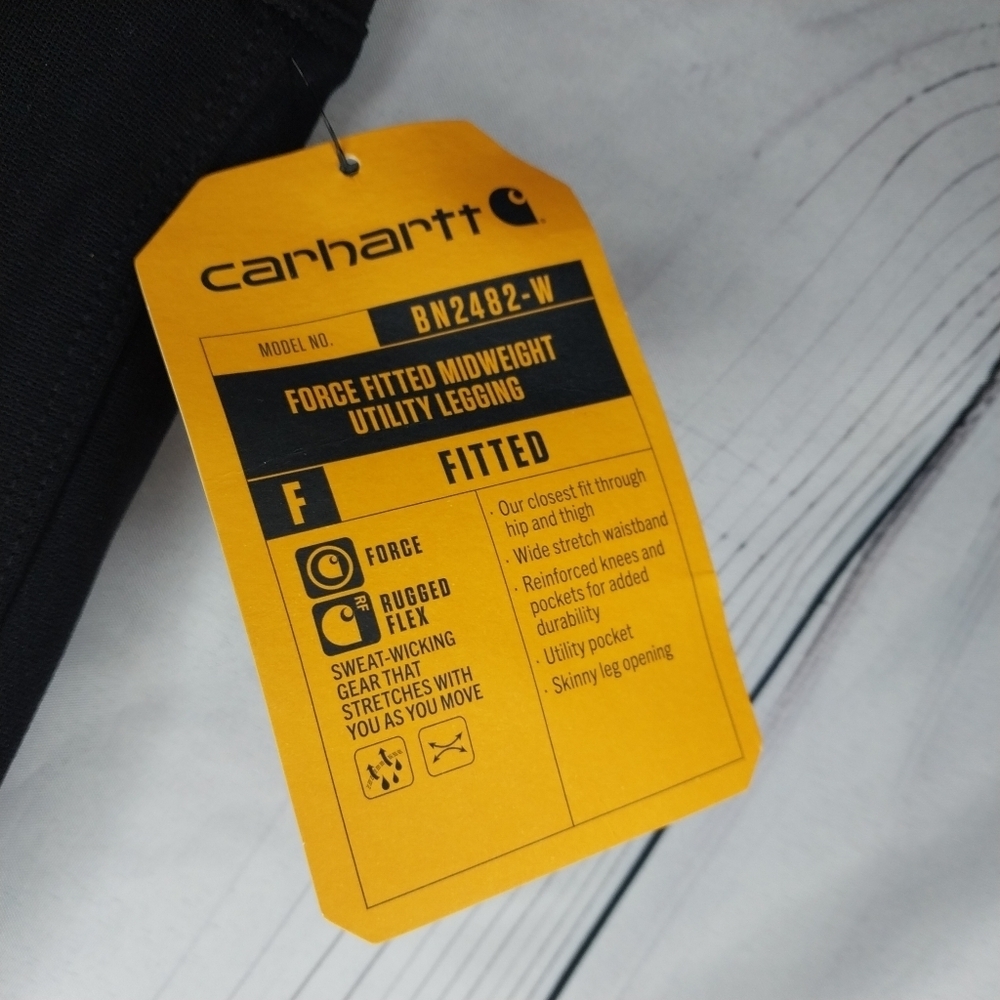 carhartt
MODEL NO. BN2482-W
FORCE FITTED MIDWEIGHT
UTILITY LEGGING
F FITTED
FORCE
RF
RUGGED
FLEX
SWEAT-WICKING
GEAR THAT
STRETCHES WITH
YOU AS YOU MOVE
· Our closest fit through
hip and thigh
· Wide stretch waistband
· Reinforced knees and
pockets for added
durability
· Utility pocket
· Skinny leg opening